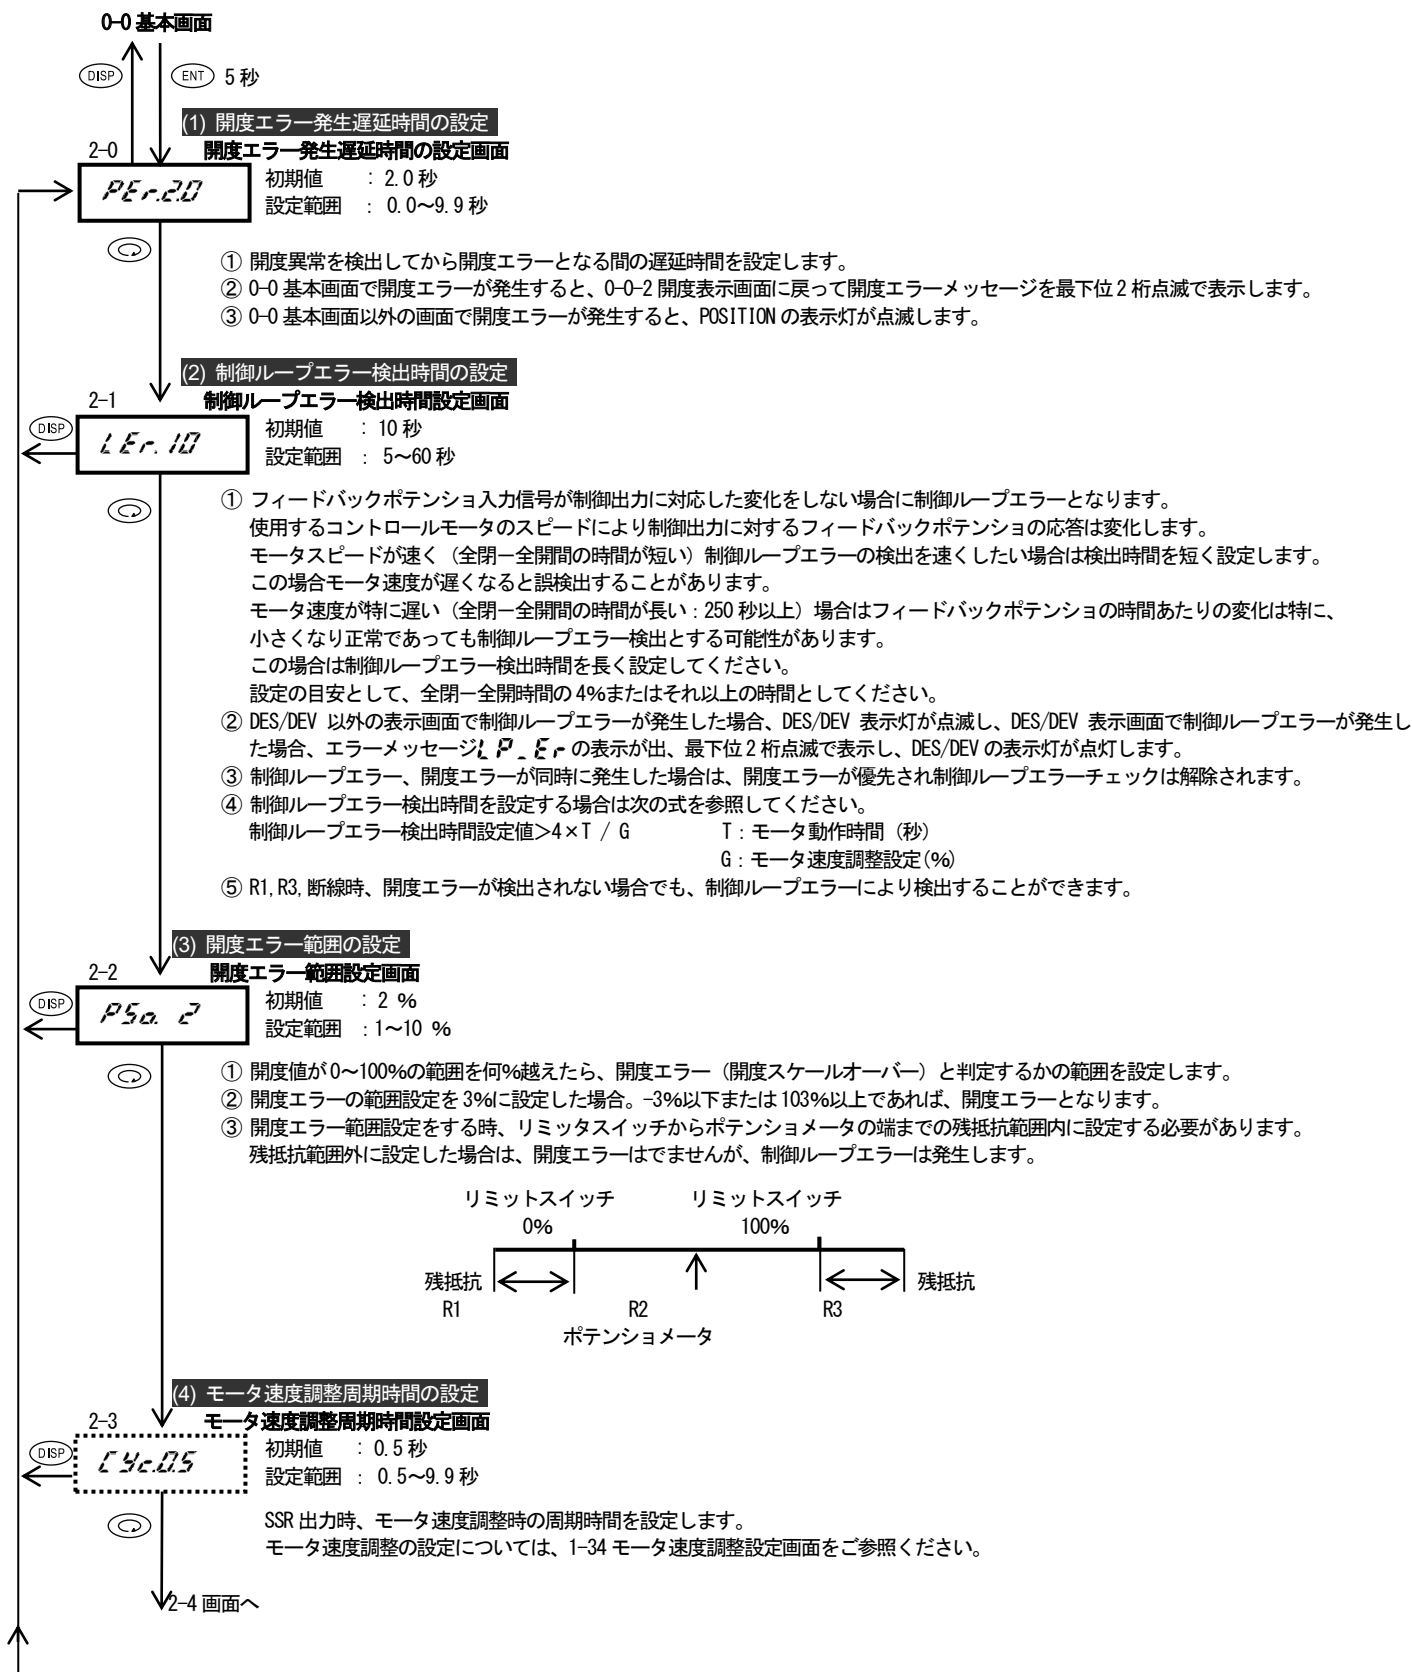 0-0 基本画面
DISP
ENT 5 秒
(1) 開度エラー発生遅延時間の設定
2-0 開度エラー発生遅延時間の設定画面
PEr.2.0
初期値 : 2.0 秒
設定範囲 : 0.0～9.9 秒
① 開度異常を検出してから開度エラーとなる間の遅延時間を設定します。
② 0-0 基本画面で開度エラーが発生すると、0-0-2 開度表示画面に戻って開度エラーメッセージを最下位 2 桁点滅で表示します。
③ 0-0 基本画面以外の画面で開度エラーが発生すると、POSITION の表示灯が点滅します。
(2) 制御ループエラー検出時間の設定
2-1 制御ループエラー検出時間設定画面
DISP
LEr. 10
初期値 : 10 秒
設定範囲 : 5～60 秒
① フィードバックポテンショ入力信号が制御出力に対応した変化をしない場合に制御ループエラーとなります。
使用するコントロールモータのスピードにより制御出力に対するフィードバックポテンショの応答は変化します。
モータスピードが速く（全閉－全開間の時間が短い）制御ループエラーの検出を速くしたい場合は検出時間を短く設定します。
この場合モータ速度が遅くなると誤検出することがあります。
モータ速度が特に遅い（全閉－全開間の時間が長い：250 秒以上）場合はフィードバックポテンショの時間あたりの変化は特に、
小さくなり正常であっても制御ループエラー検出とする可能性があります。
この場合は制御ループエラー検出時間を長く設定してください。
設定の目安として、全閉－全開時間の 4%またはそれ以上の時間としてください。
② DES/DEV 以外の表示画面で制御ループエラーが発生した場合、DES/DEV 表示灯が点滅し、DES/DEV 表示画面で制御ループエラーが発生し
た場合、エラーメッセージLP_Er の表示が出、最下位 2 桁点滅で表示し、DES/DEV の表示灯が点灯します。
③ 制御ループエラー、開度エラーが同時に発生した場合は、開度エラーが優先され制御ループエラーチェックは解除されます。
④ 制御ループエラー検出時間を設定する場合は次の式を参照してください。
制御ループエラー検出時間設定値＞4×T / G T：モータ動作時間（秒）
G：モータ速度調整設定(%)
⑤ R1,R3,断線時、開度エラーが検出されない場合でも、制御ループエラーにより検出することができます。
(3) 開度エラー範囲の設定
2-2 開度エラー範囲設定画面
DISP
PSo. 2
初期値 : 2 %
設定範囲 : 1～10 %
① 開度値が 0～100%の範囲を何%越えたら、開度エラー（開度スケールオーバー）と判定するかの範囲を設定します。
② 開度エラーの範囲設定を 3%に設定した場合。-3%以下または 103%以上であれば、開度エラーとなります。
③ 開度エラー範囲設定をする時、リミッタスイッチからポテンショメータの端までの残抵抗範囲内に設定する必要があります。
残抵抗範囲外に設定した場合は、開度エラーはでませんが、制御ループエラーは発生します。
リミットスイッチ リミットスイッチ
0% 100%
残抵抗 残抵抗
R1 R2 R3
ポテンショメータ
(4) モータ速度調整周期時間の設定
2-3 モータ速度調整周期時間設定画面
DISP
CYc.0.5
初期値 : 0.5 秒
設定範囲 : 0.5～9.9 秒
SSR 出力時、モータ速度調整時の周期時間を設定します。
モータ速度調整の設定については、1-34 モータ速度調整設定画面をご参照ください。
2-4 画面へ